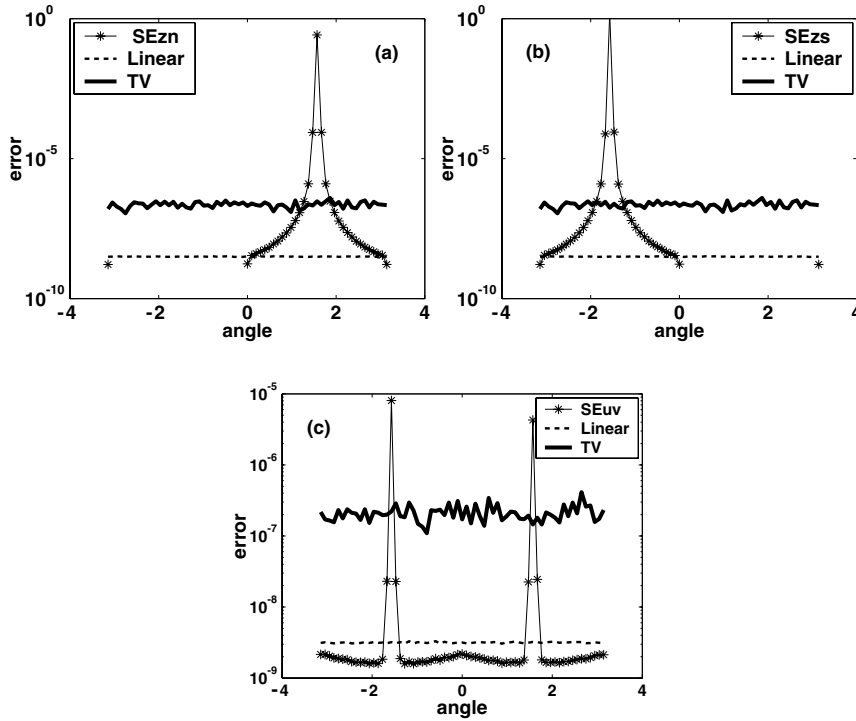 10^0
10^-5
10^-10
error
SEzn
Linear
TV
(a)
-4 -2 0 2 4
angle
10^0
10^-5
10^-10
error
(b)
SEzs
Linear
TV
-4 -2 0 2 4
angle
10^-5
10^-6
10^-7
10^-8
10^-9
error
(c)
SEuv
Linear
TV
-4 -2 0 2 4
angle